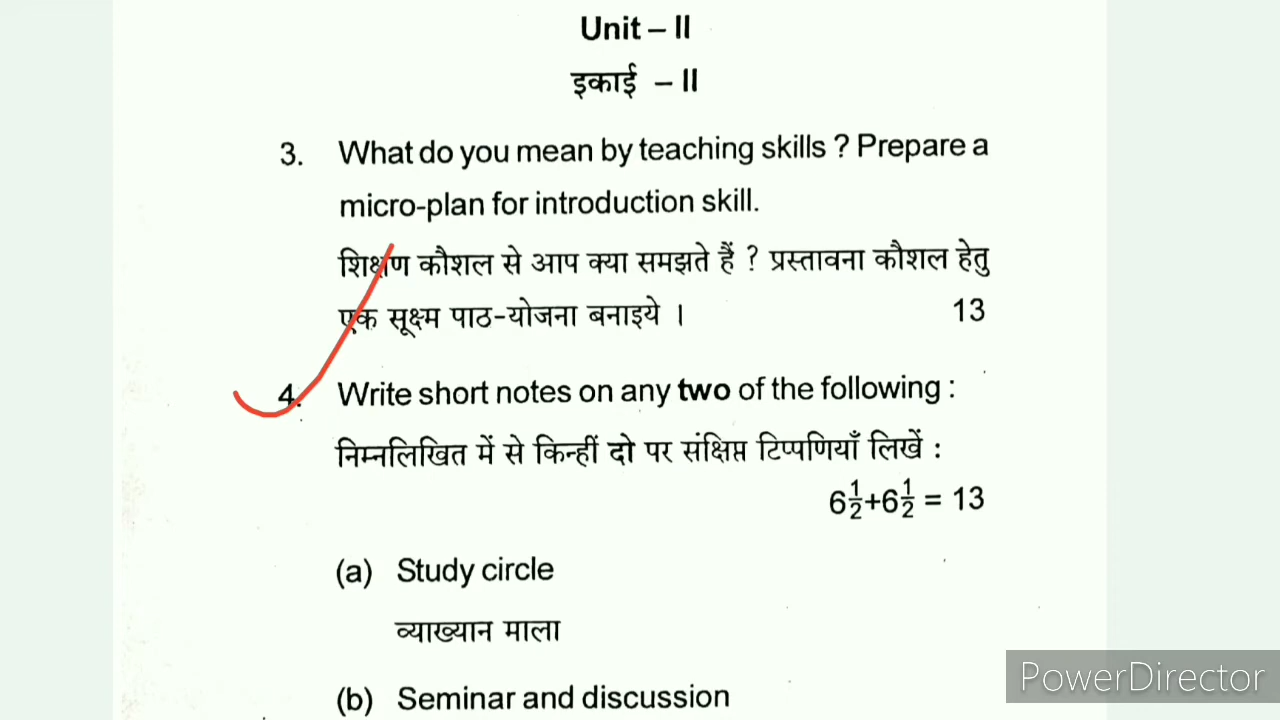 Unit – II
इकाई – II
3. What do you mean by teaching skills ? Prepare a
micro-plan for introduction skill.
शिक्षण कौशल से आप क्या समझते हैं ? प्रस्तावना कौशल हेतु
एक सूक्ष्म पाठ-योजना बनाइये । 13
4. Write short notes on any two of the following :
निम्नलिखित में से किन्हीं दो पर संक्षिप्त टिप्पणियाँ लिखें :
6½+6½ = 13
(a) Study circle
व्याख्यान माला
(b) Seminar and discussion
PowerDirector